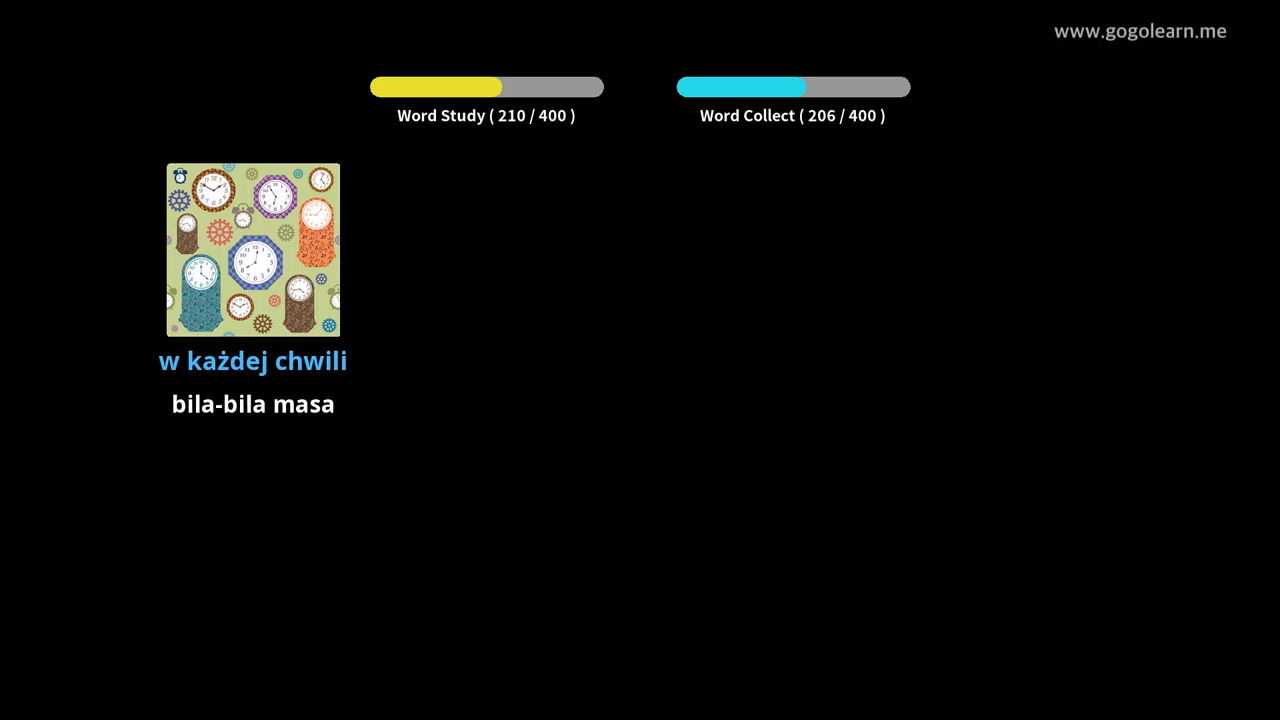 www.gogolearn.me
Word Study ( 210 / 400 )
Word Collect ( 206 / 400 )
w każdej chwili
bila-bila masa